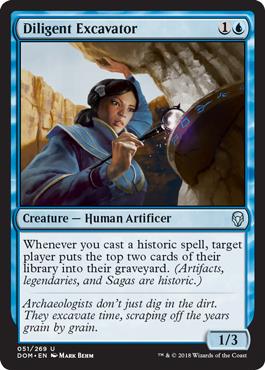 Diligent Excavator 1
Creature — Human Artificer
Whenever you cast a historic spell, target
player puts the top two cards of their
library into their graveyard. (Artifacts,
legendaries, and Sagas are historic.)
Archaeologists don't just dig in the dirt.
They excavate time, scraping off the years
grain by grain.
1/3
051/269 U
DOM • EN Mark Behm
™ & © 2018 Wizards of the Coast